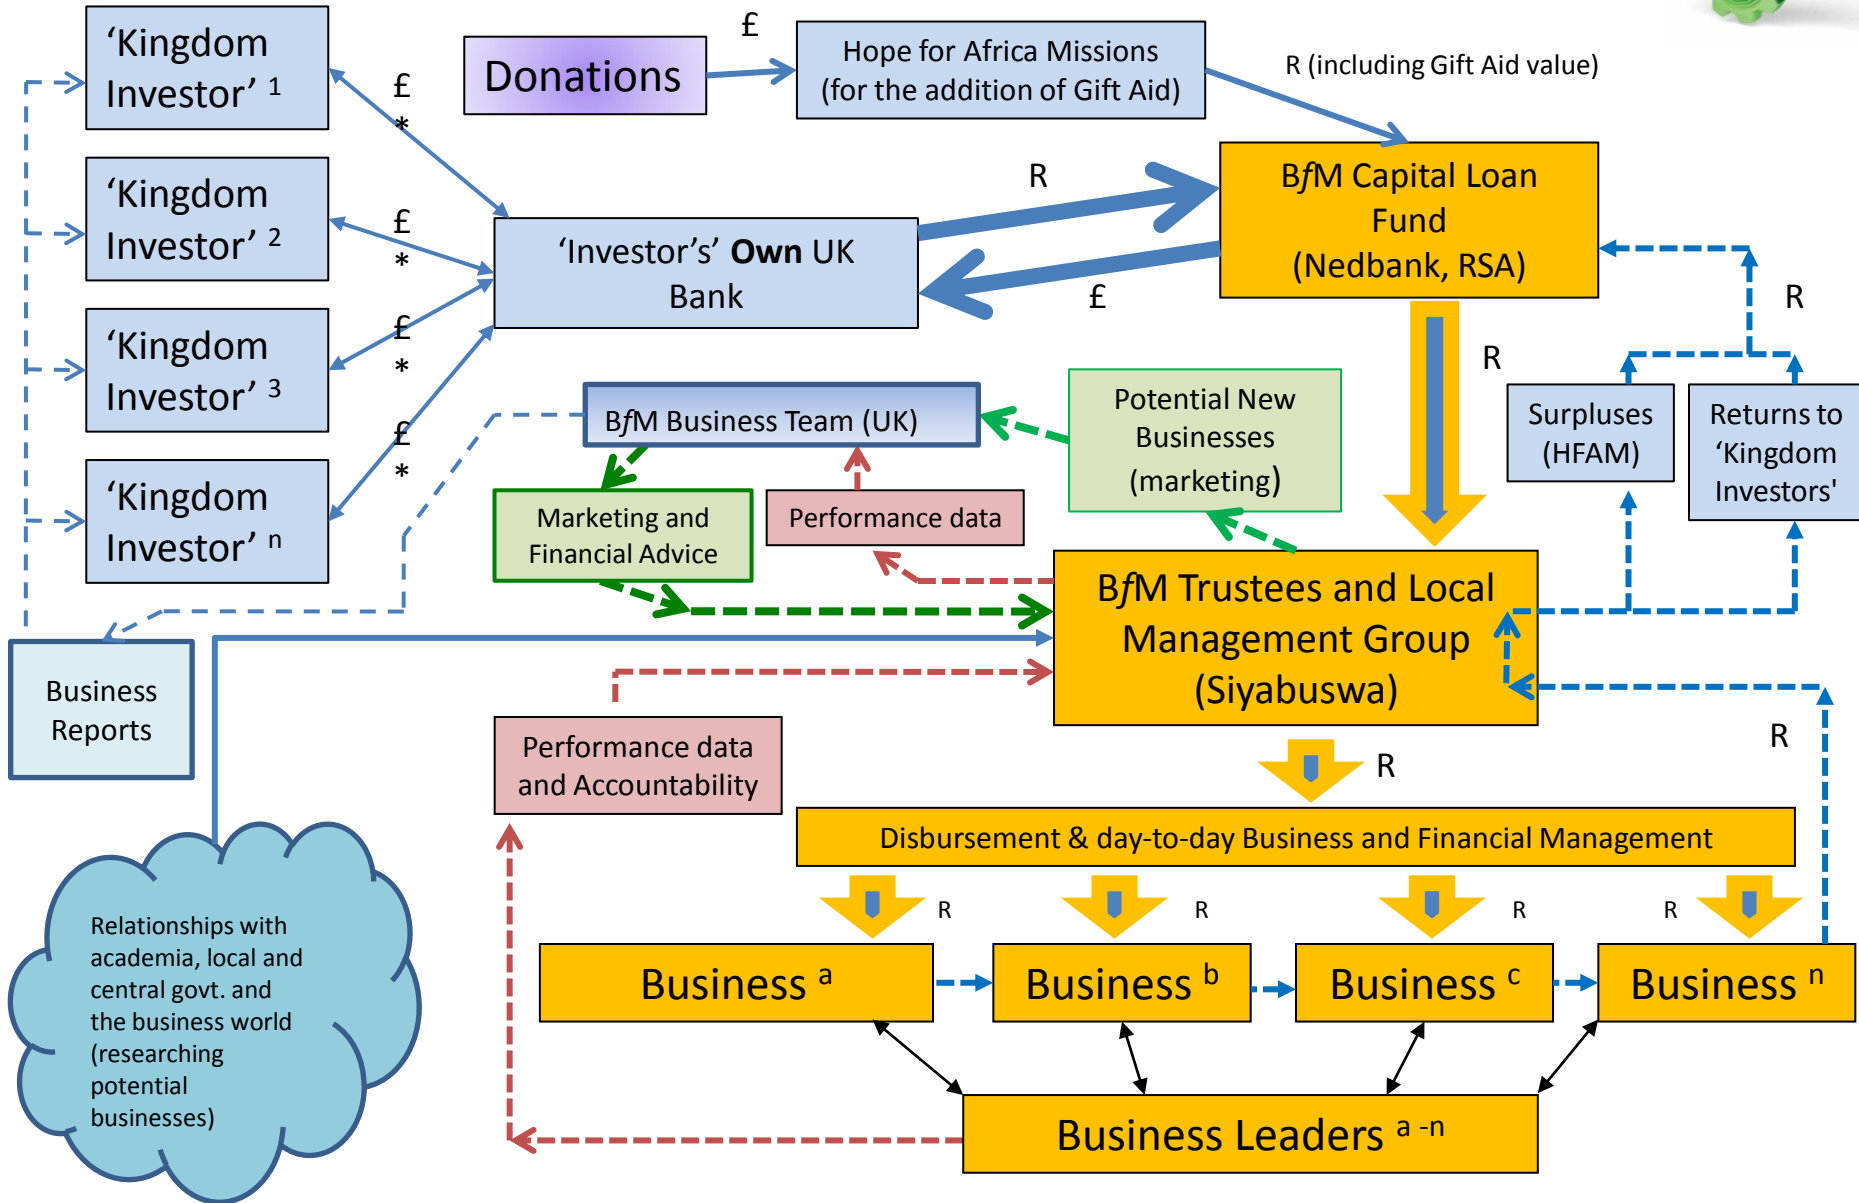 ‘Kingdom
Investor’ 1
£
*
Donations
£
Hope for Africa Missions
(for the addition of Gift Aid)
R (including Gift Aid value)
‘Kingdom
Investor’ 2
£
*
‘Investor’s’ Own UK
Bank
R
£
BfM Capital Loan
Fund
(Nedbank, RSA)
‘Kingdom
Investor’ 3
£
*
‘Kingdom
Investor’ n
£
*
R
R
BfM Business Team (UK)
Potential New
Businesses
(marketing)
Surpluses
(HFAM)
Returns to
‘Kingdom
Investors'
Marketing and
Financial Advice
Performance data
BfM Trustees and Local
Management Group
(Siyabuswa)
Business
Reports
Performance data
and Accountability
R
R
Disbursement & day-to-day Business and Financial Management
R
R
R
R
Relationships with
academia, local and
central govt. and
the business world
(researching
potential
businesses)
Business a
Business b
Business c
Business n
Business Leaders a -n